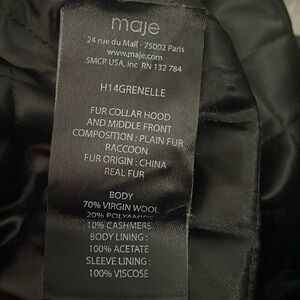 maje
24 rue du Mail - 75002 Paris
www.maje.com
SMCP USA, inc RN 132 784
H14GRENELLE
FUR COLLAR HOOD
AND MIDDLE FRONT
COMPOSITION : PLAIN FUR
RACCOON
FUR ORIGIN : CHINA
REAL FUR
BODY
70% VIRGIN WOOL
20% POLYAMIDE
10% CASHMERE
BODY LINING :
100% ACETATE
SLEEVE LINING :
100% VISCOSE